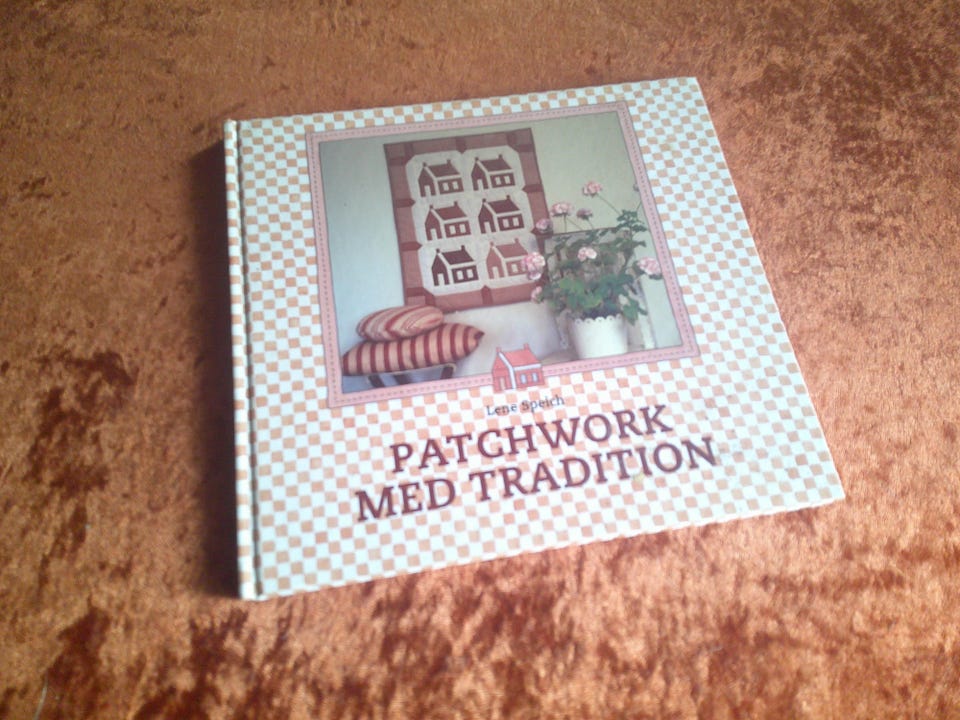 Lene Speich
PATCHWORK
MED TRADITION